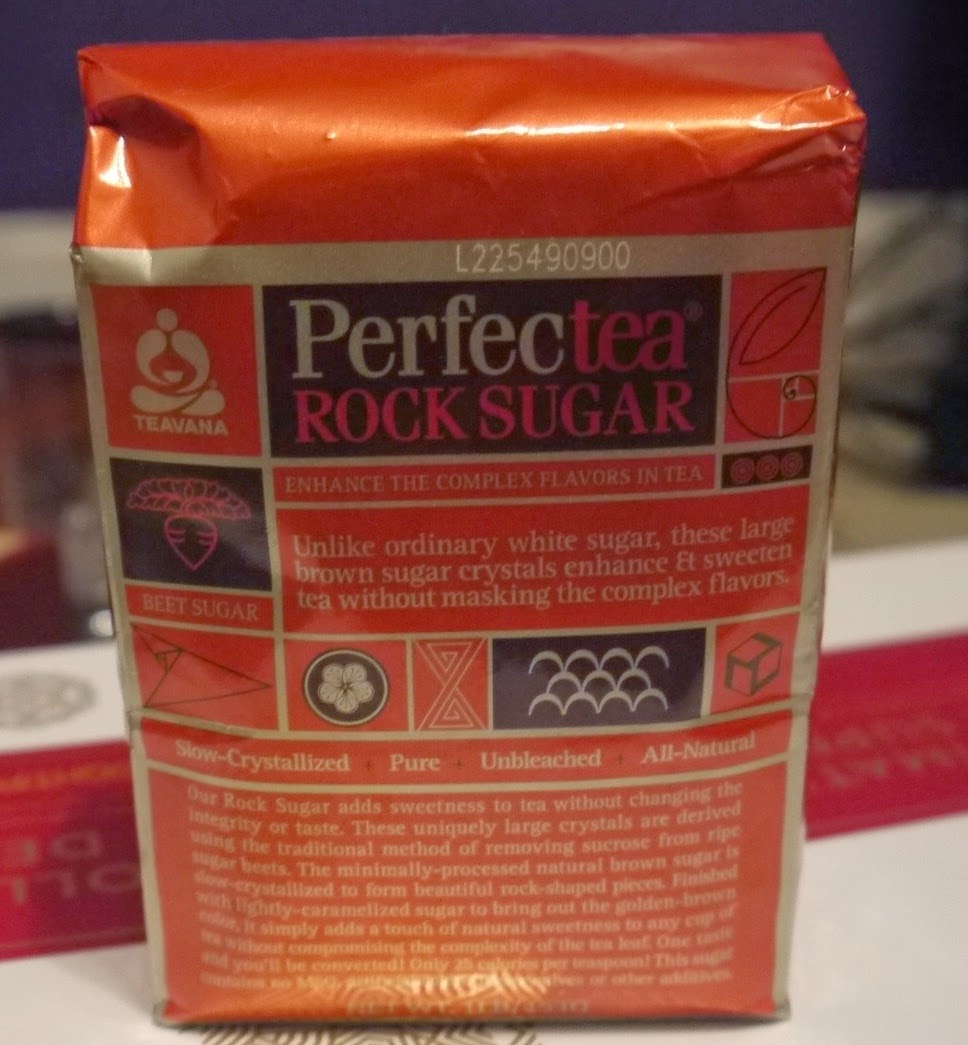 L225490900
Perfectea®
ROCK SUGAR
TEAVANA
ENHANCE THE COMPLEX FLAVORS IN TEA
Unlike ordinary white sugar, these large
brown sugar crystals enhance & sweeten
tea without masking the complex flavors.
BEET SUGAR
Slow-Crystallized + Pure + Unbleached + All-Natural
Our Rock Sugar adds sweetness to tea without changing the
integrity or taste. These uniquely large crystals are derived
using the traditional method of removing sucrose from ripe
sugar beets. The minimally-processed natural brown sugar is
slow-crystallized to form beautiful rock-shaped pieces. Finished
with lightly-caramelized sugar to bring out the golden-brown
color, it simply adds a touch of natural sweetness to any cup of
tea without compromising the complexity of the tea leaf. One taste
and you'll be converted! Only 25 calories per teaspoon! This sugar
contains no or other additives.
NET WT.